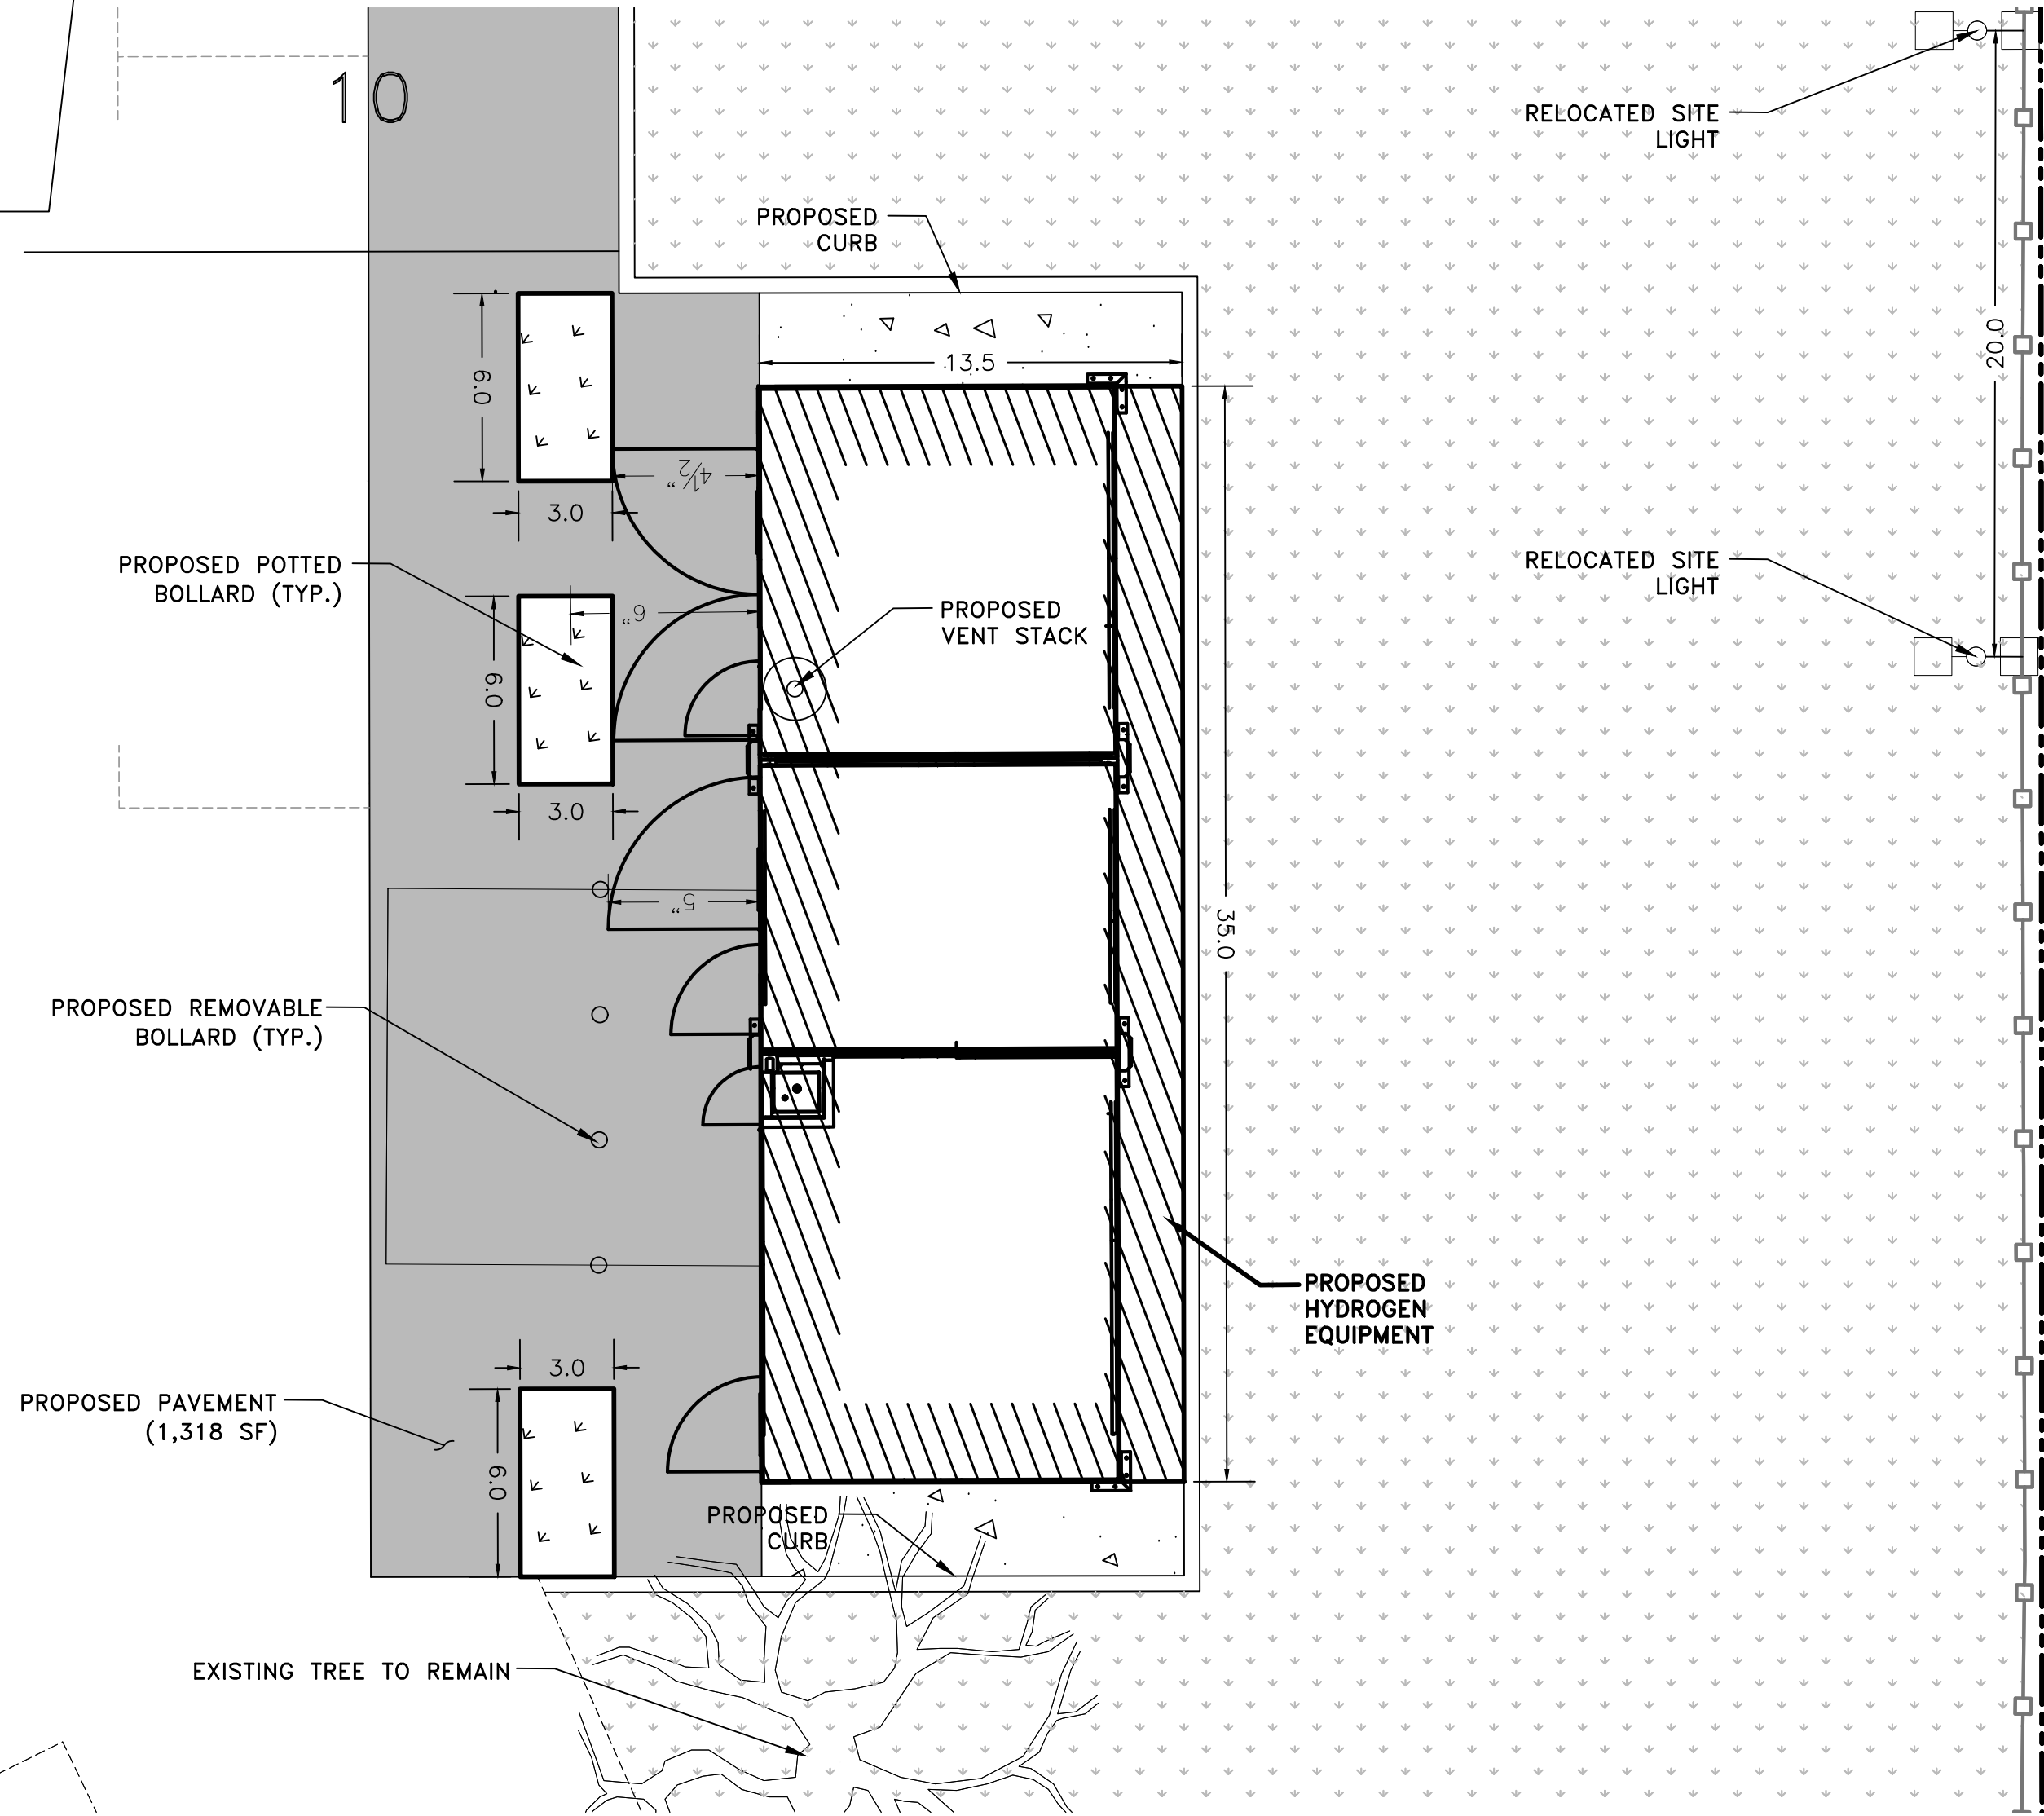 10
RELOCATED SITE
LIGHT
PROPOSED
CURB
20.0
13.5
6.0
4½"
3.0
PROPOSED POTTED
BOLLARD (TYP.)
RELOCATED SITE
LIGHT
6"
PROPOSED
VENT STACK
6.0
3.0
5"
35.0
PROPOSED REMOVABLE
BOLLARD (TYP.)
PROPOSED
HYDROGEN
EQUIPMENT
3.0
PROPOSED PAVEMENT
(1,318 SF)
6.0
PROPOSED
CURB
EXISTING TREE TO REMAIN